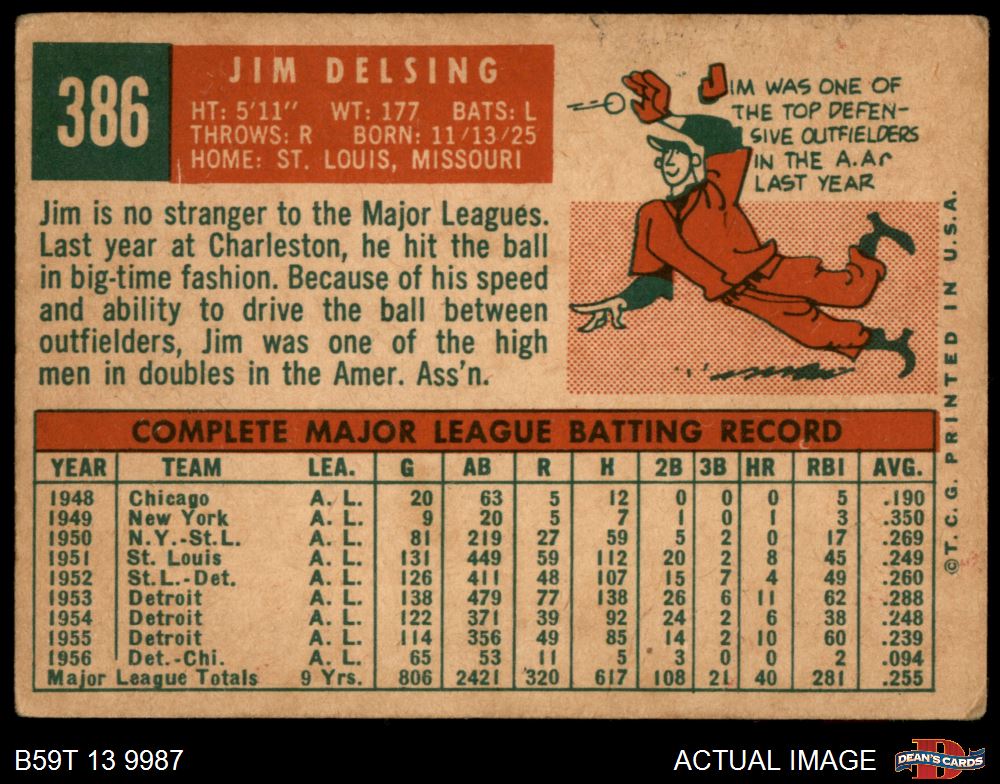 386
JIM DELSING
HT: 5'11" WT: 177 BATS: L
THROWS: R BORN: 11/13/25
HOME: ST. LOUIS, MISSOURI
JIM WAS ONE OF
THE TOP DEFEN-
SIVE OUTFIELDERS
IN THE A.A.
LAST YEAR
Jim is no stranger to the Major Leagues.
Last year at Charleston, he hit the ball
in big-time fashion. Because of his speed
and ability to drive the ball between
outfielders, Jim was one of the high
men in doubles in the Amer. Ass'n.
COMPLETE MAJOR LEAGUE BATTING RECORD
YEAR TEAM LEA. G AB R H 2B 3B HR RBI AVG.
1948 Chicago A. L. 20 63 5 12 0 0 0 5 .190
1949 New York A. L. 9 20 5 7 1 0 1 3 .350
1950 N.Y.-St.L. A. L. 81 219 27 59 5 2 0 17 .269
1951 St. Louis A. L. 131 449 59 112 20 2 8 45 .249
1952 St.L.-Det. A. L. 126 411 48 107 15 7 4 49 .260
1953 Detroit A. L. 138 479 77 138 26 6 11 62 .288
1954 Detroit A. L. 122 371 39 92 24 2 6 38 .248
1955 Detroit A. L. 114 356 49 85 14 2 10 60 .239
1956 Det.-Chi. A. L. 65 53 11 5 3 0 0 2 .094
Major League Totals 9 Yrs. 806 2421 320 617 108 21 40 281 .255
©T. C. G. PRINTED IN U.S.A.
B59T 13 9987
ACTUAL IMAGE
D
DEAN'S CARDS